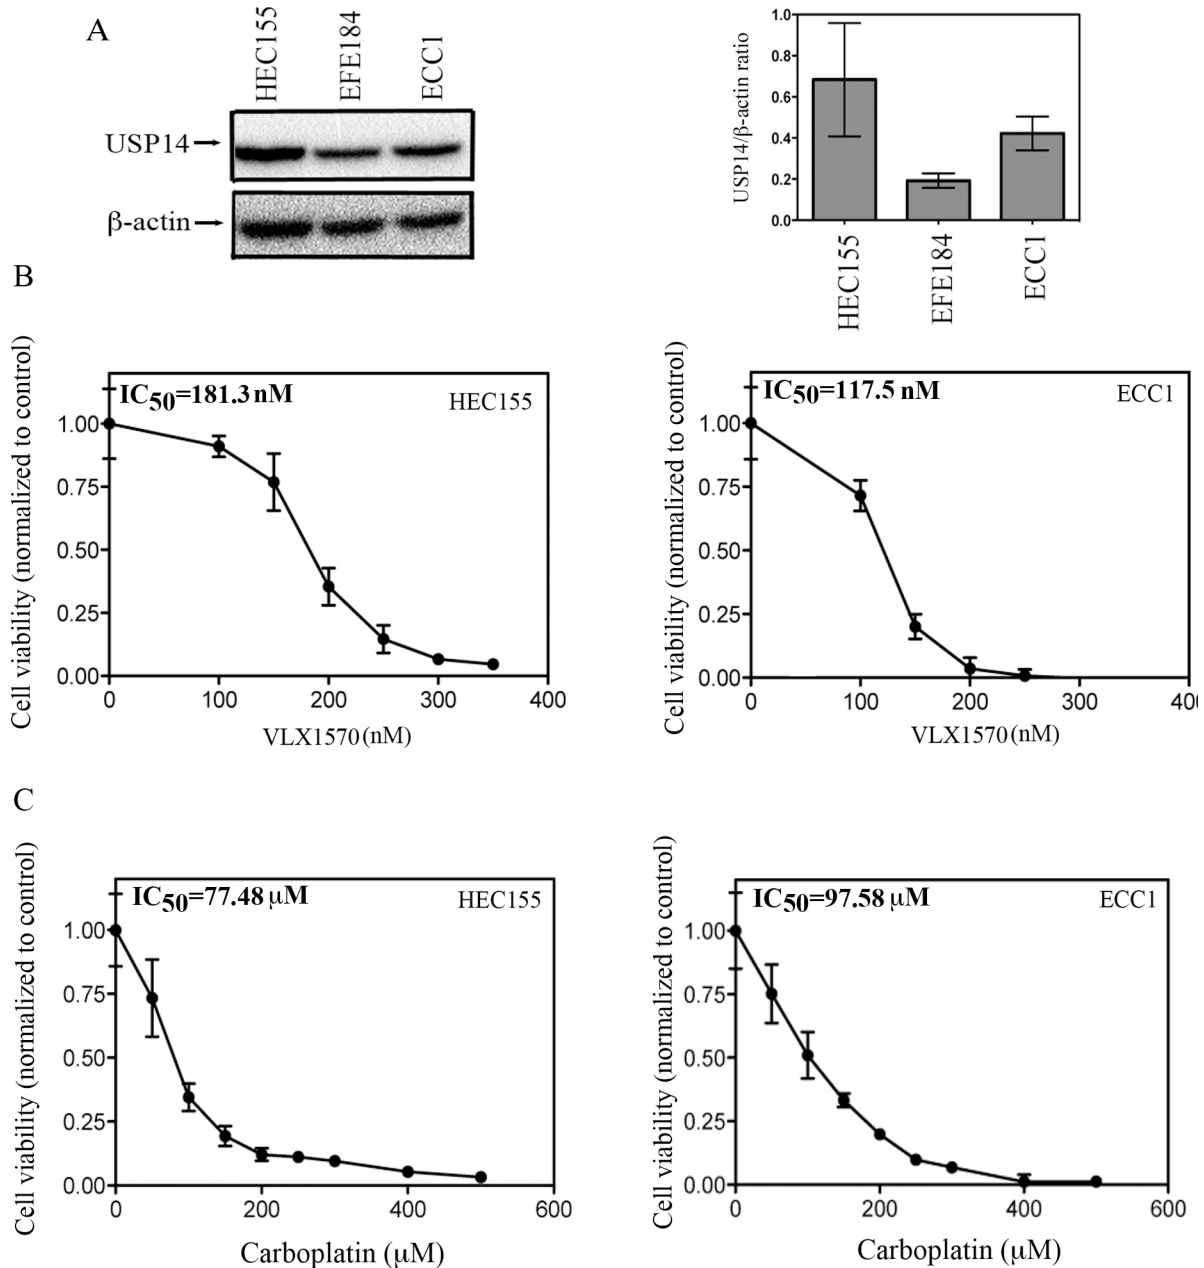 A
HEC155
EFE184
ECC1
USP14
β-actin
USP14/β-actin ratio
1.0
0.8
0.6
0.4
0.2
0.0
HEC155
EFE184
ECC1
B
Cell viability (normalized to control)
IC50=181.3 nM
HEC155
1.00
0.75
0.50
0.25
0.00
0 100 200 300 400
VLX1570 (nM)
Cell viability (normalized to control)
IC50=117.5 nM
ECC1
1.00
0.75
0.50
0.25
0.00
0 100 200 300 400
VLX1570 (nM)
C
Cell viability (normalized to control)
IC50=77.48 µM
HEC155
1.00
0.75
0.50
0.25
0.00
0 200 400 600
Carboplatin (µM)
Cell viability (normalized to control)
IC50=97.58 µM
ECC1
1.00
0.75
0.50
0.25
0.00
0 200 400 600
Carboplatin (µM)